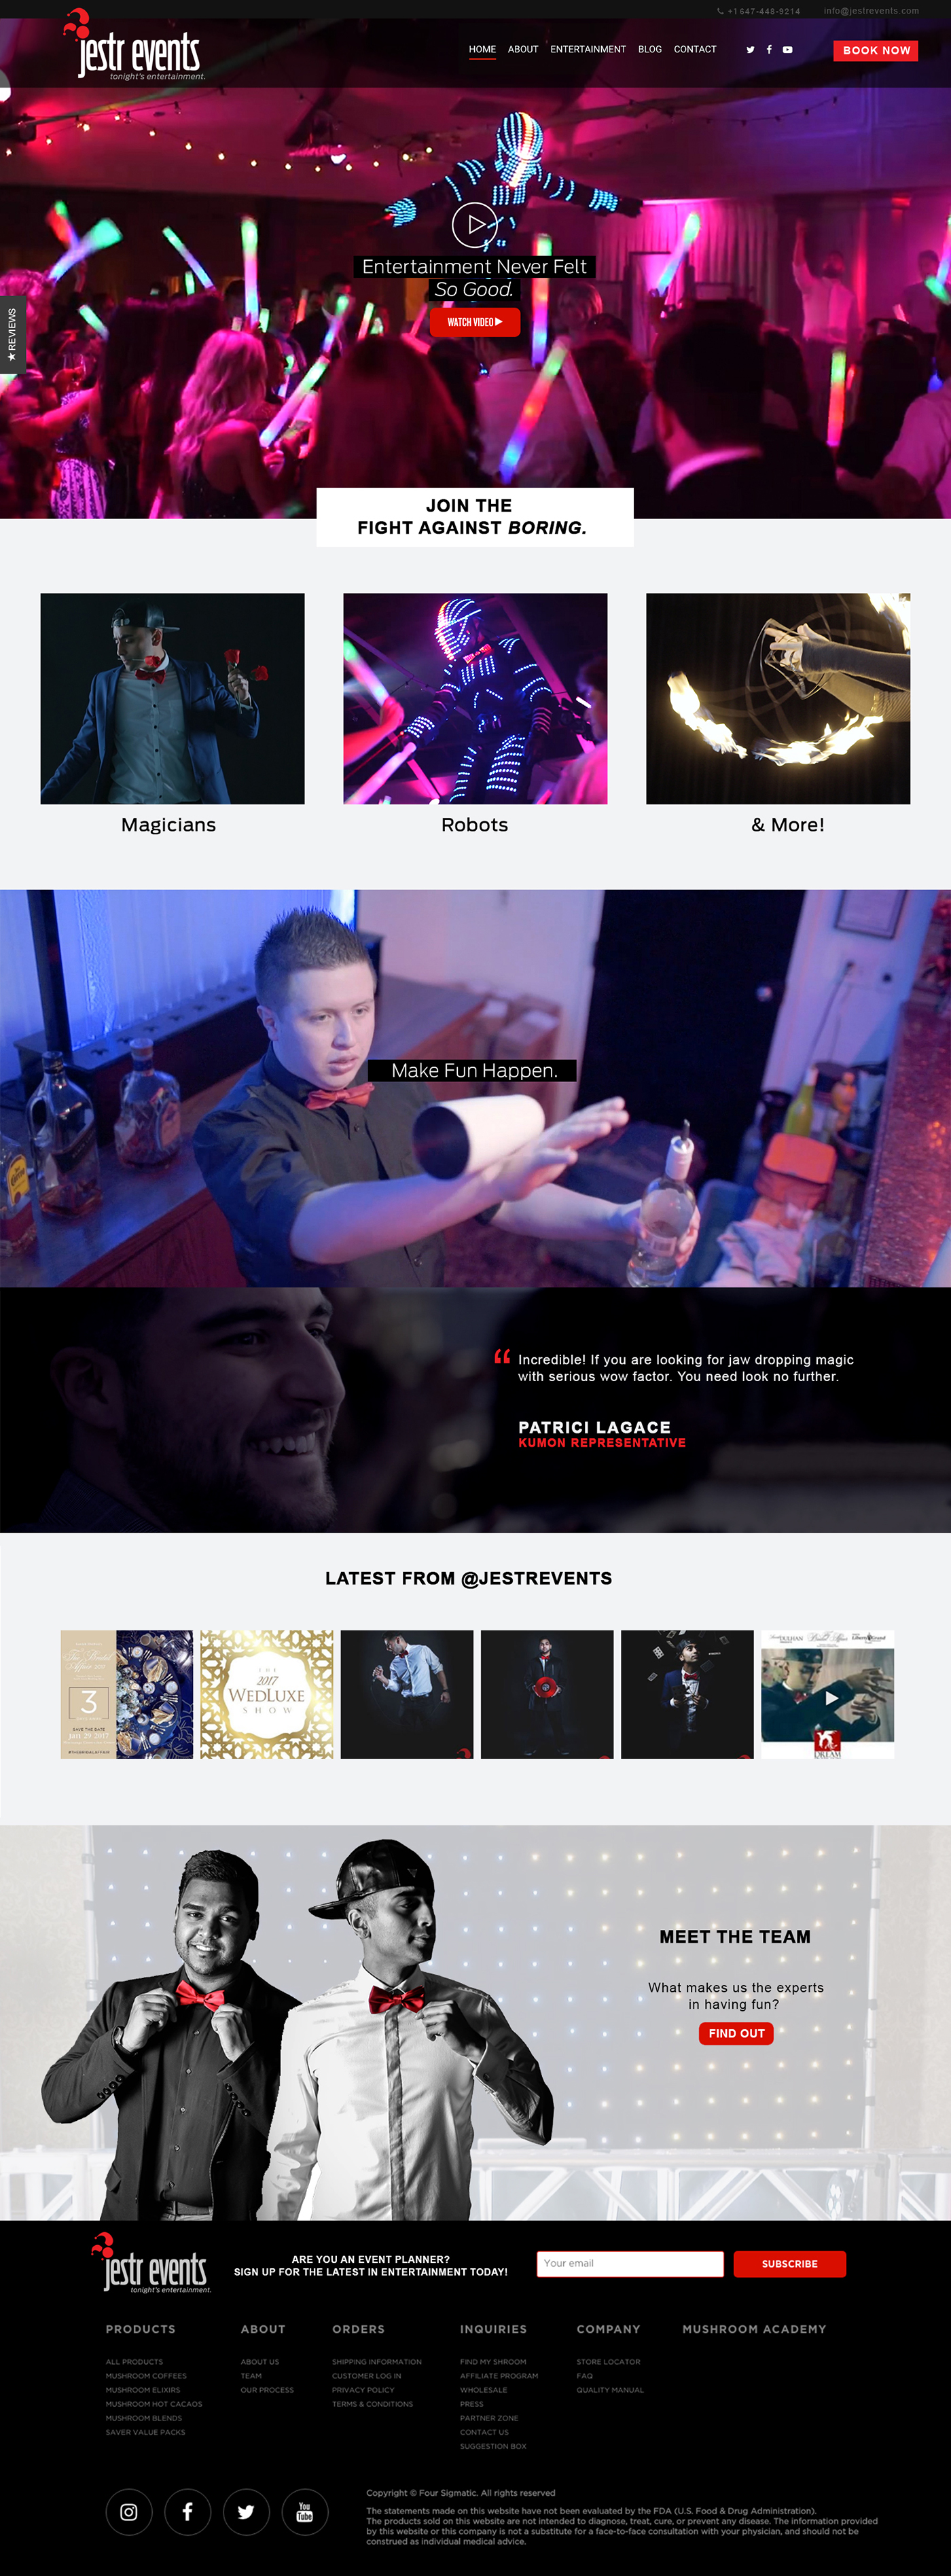 +1 647-448-9214 info@jestrevents.com
jestr events
tonight's entertainment.
HOME ABOUT ENTERTAINMENT BLOG CONTACT
BOOK NOW
Entertainment Never Felt
So Good.
WATCH VIDEO
★ REVIEWS
JOIN THE
FIGHT AGAINST BORING.
Magicians
Robots
& More!
Make Fun Happen.
“ Incredible! If you are looking for jaw dropping magic
with serious wow factor. You need look no further.
PATRICI LAGACE
KUMON REPRESENTATIVE
LATEST FROM @JESTREVENTS
3
SAVE THE DATE
THE
2017
WEDLUXE
SHOW
DREAM
MEET THE TEAM
What makes us the experts
in having fun?
FIND OUT
jestr events
tonight's entertainment.
ARE YOU AN EVENT PLANNER?
SIGN UP FOR THE LATEST IN ENTERTAINMENT TODAY!
Your email
SUBSCRIBE
PRODUCTS
ALL PRODUCTS
MUSHROOM COFFEES
MUSHROOM ELIXIRS
MUSHROOM HOT CACAOS
MUSHROOM BLENDS
SAVER VALUE PACKS
ABOUT
ABOUT US
TEAM
OUR PROCESS
ORDERS
SHIPPING INFORMATION
CUSTOMER LOG IN
PRIVACY POLICY
TERMS & CONDITIONS
INQUIRIES
FIND MY SHROOM
AFFILIATE PROGRAM
WHOLESALE
PRESS
PARTNER ZONE
CONTACT US
SUGGESTION BOX
COMPANY
STORE LOCATOR
FAQ
QUALITY MANUAL
MUSHROOM ACADEMY
You
Tube
Copyright © Four Sigmatic. All rights reserved
The statements made on this website have not been evaluated by the FDA (U.S. Food & Drug Administration).
The products sold on this website are not intended to diagnose, treat, cure, or prevent any disease. The information provided
by this website or this company is not a substitute for a face-to-face consultation with your physician, and should not be
construed as individual medical advice.